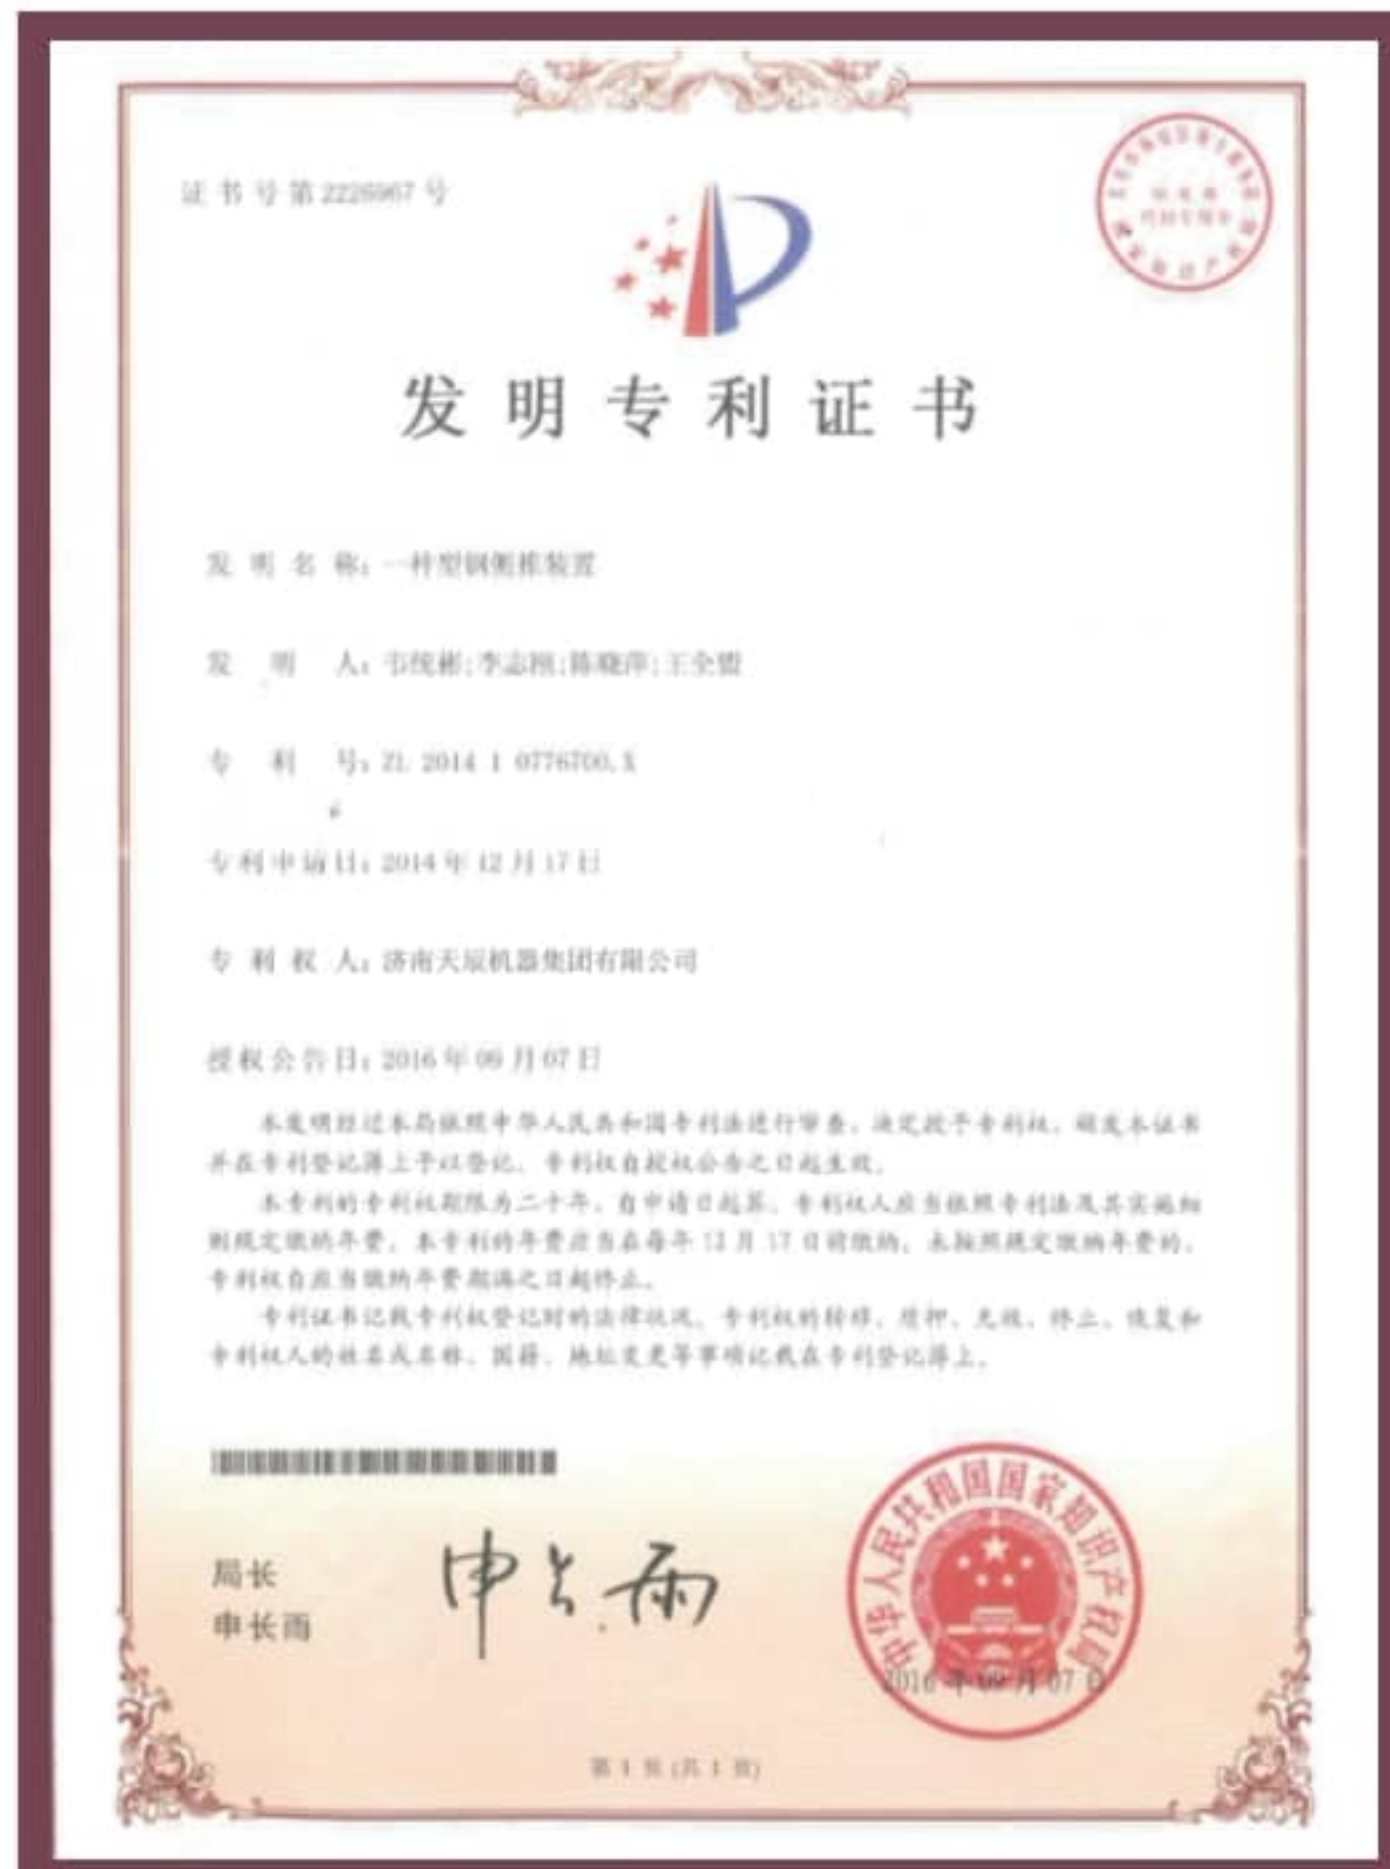 证书号第2226967号
发明专利证书
发明名称：一种型钢侧推装置
发明人：韦统彬;李志刚;陈晓萍;王全盟
专利号：ZL 2014 1 0776700.X
专利申请日：2014年12月17日
专利权人：济南天辰机器集团有限公司
授权公告日：2016年09月07日
本发明经过本局依照中华人民共和国专利法进行审查，决定授予专利权，颁发本证书
并在专利登记簿上予以登记。专利权自授权公告之日起生效。
本专利的专利权期限为二十年，自申请日起算。专利权人应当依照专利法及其实施细
则规定缴纳年费。本专利的年费应当在每年12月17日前缴纳。未按照规定缴纳年费的，
专利权自应当缴纳年费期满之日起终止。
专利证书记载专利权登记时的法律状况。专利权的转移、质押、无效、终止、恢复和
专利权人的姓名或名称、国籍、地址变更等事项记载在专利登记簿上。
局长
申长雨
申长雨
中华人民共和国国家知识产权局
2016年09月07日
第1页(共1页)